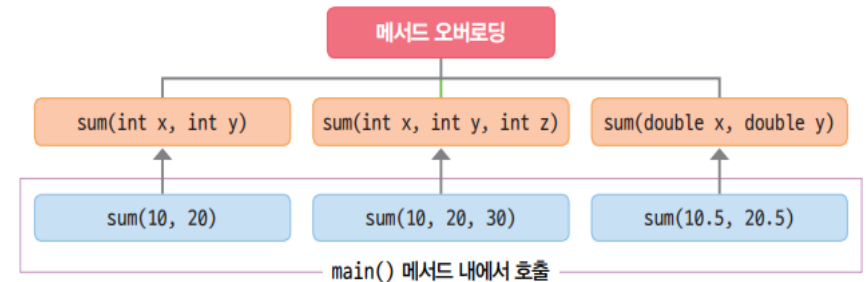 메서드 오버로딩
sum(int x, int y)
sum(int x, int y, int z)
sum(double x, double y)
sum(10, 20)
sum(10, 20, 30)
sum(10.5, 20.5)
main() 메서드 내에서 호출